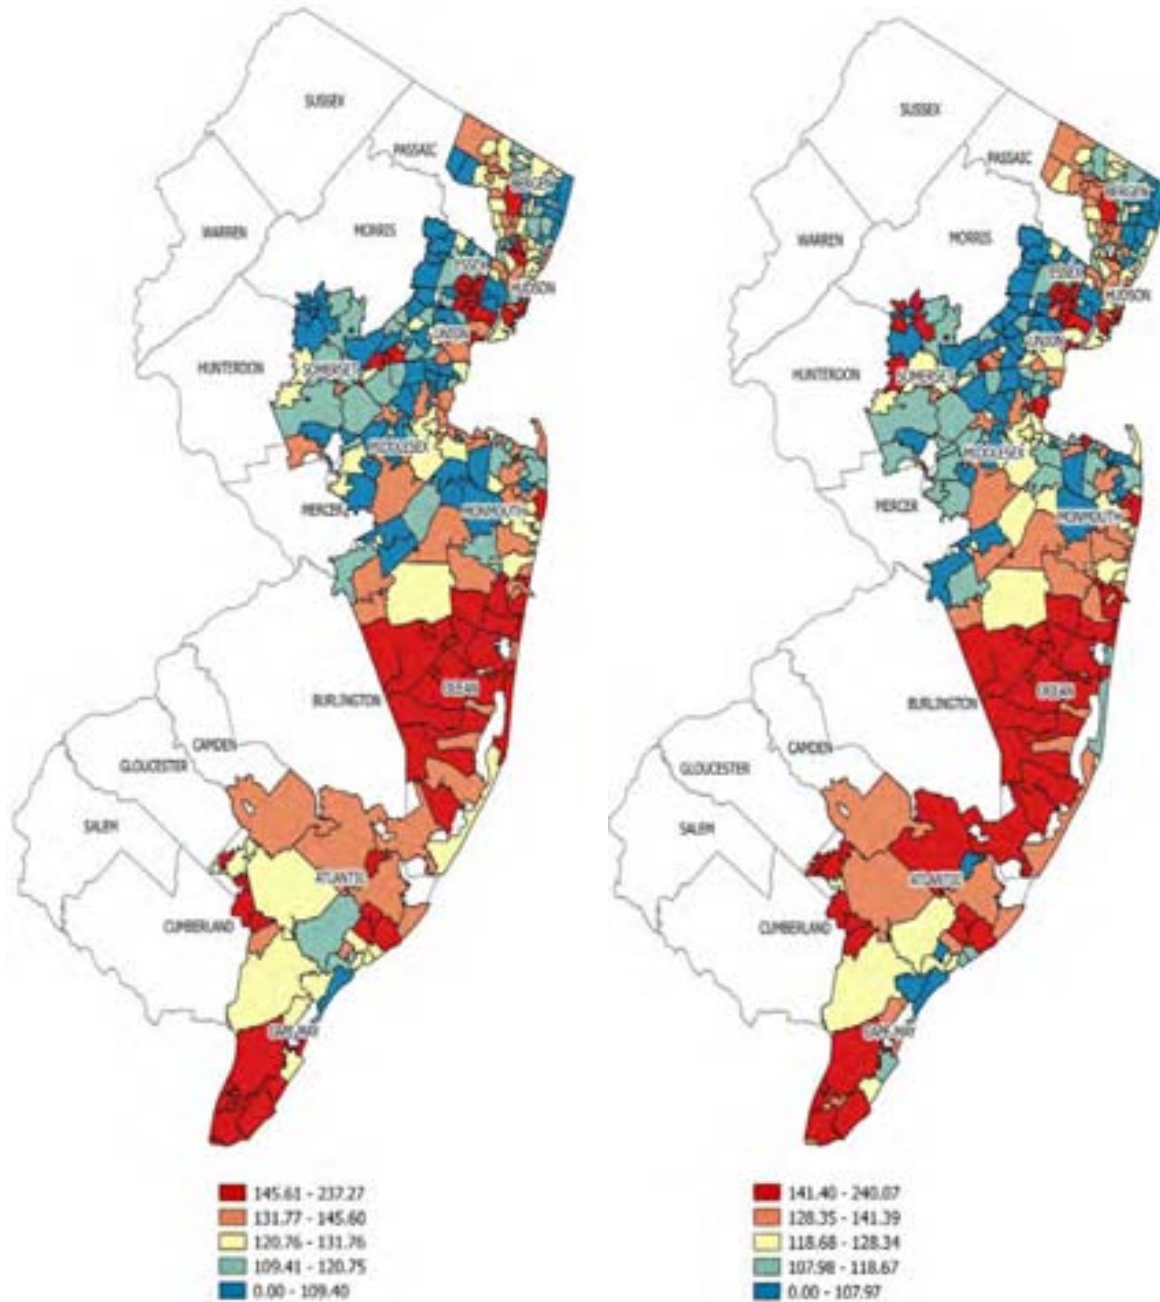 SUSSEX
PASSAIC
BERGEN
WARREN
MORRIS
ESSEX
HUDSON
UNION
HUNTERDON
SOMERSET
MIDDLESEX
MERCER
MONMOUTH
BURLINGTON
OCEAN
CAMDEN
GLOUCESTER
SALEM
ATLANTIC
CUMBERLAND
CAPE MAY
145.61 - 237.27
131.77 - 145.60
120.76 - 131.76
109.41 - 120.75
0.00 - 109.40
SUSSEX
PASSAIC
BERGEN
WARREN
MORRIS
ESSEX
HUDSON
UNION
HUNTERDON
SOMERSET
MIDDLESEX
MERCER
MONMOUTH
OCEAN
BURLINGTON
CAMDEN
GLOUCESTER
SALEM
ATLANTIC
CUMBERLAND
CAPE MAY
141.40 - 240.07
128.35 - 141.39
118.68 - 128.34
107.98 - 118.67
0.00 - 107.97